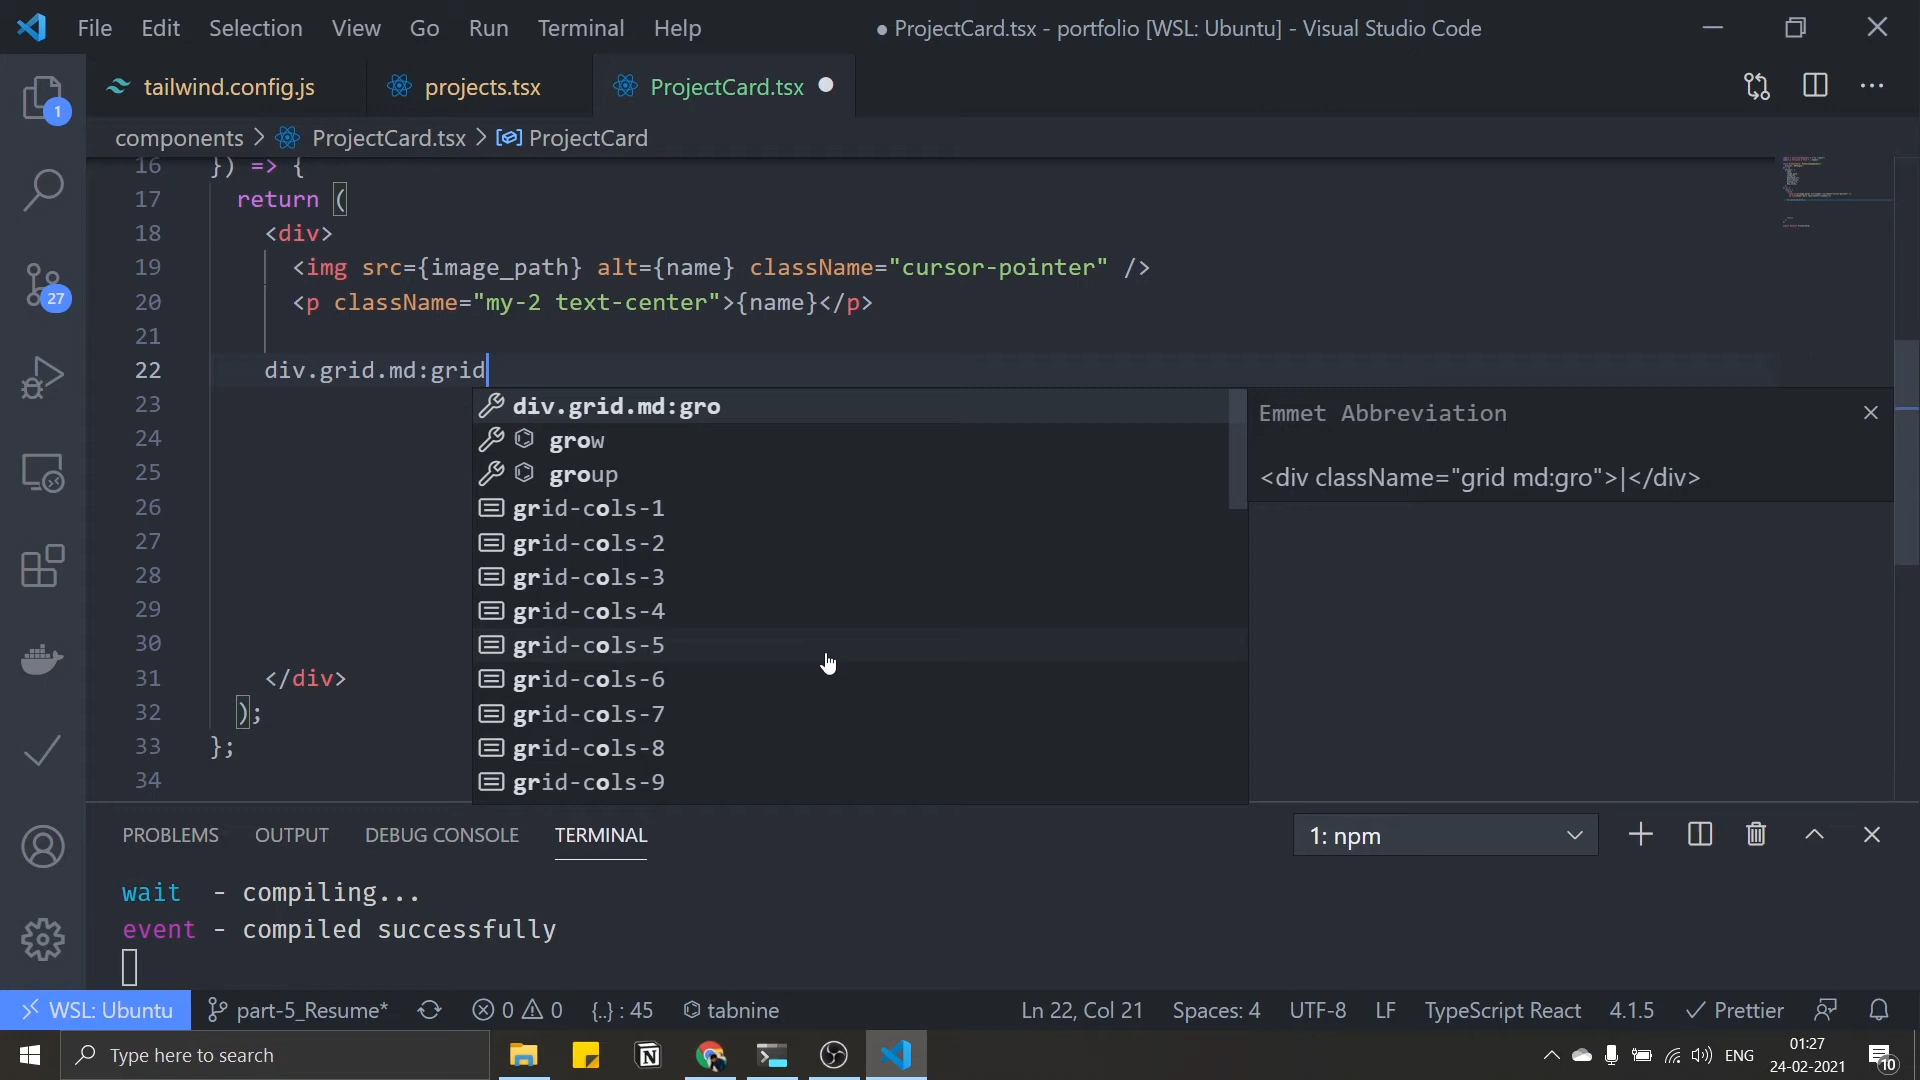 File Edit Selection View Go Run Terminal Help ● ProjectCard.tsx - portfolio [WSL: Ubuntu] - Visual Studio Code
1
tailwind.config.js projects.tsx ProjectCard.tsx
components > ProjectCard.tsx > ProjectCard
16 }) => {
17 return (
18 <div>
19 <img src={image_path} alt={name} className="cursor-pointer" />
20 <p className="my-2 text-center">{name}</p>
21
22 div.grid.md:grid
23
24
25
26
27
28
29
30
31 </div>
32 );
33 };
34
27
div.grid.md:gro
grow
group
grid-cols-1
grid-cols-2
grid-cols-3
grid-cols-4
grid-cols-5
grid-cols-6
grid-cols-7
grid-cols-8
grid-cols-9
Emmet Abbreviation
<div className="grid md:gro">|</div>
PROBLEMS OUTPUT DEBUG CONSOLE TERMINAL 1: npm
wait - compiling...
event - compiled successfully
WSL: Ubuntu part-5_Resume* 0 0 {..} : 45 tabnine Ln 22, Col 21 Spaces: 4 UTF-8 LF TypeScript React 4.1.5 Prettier
Type here to search ENG 01:27
24-02-2021 10